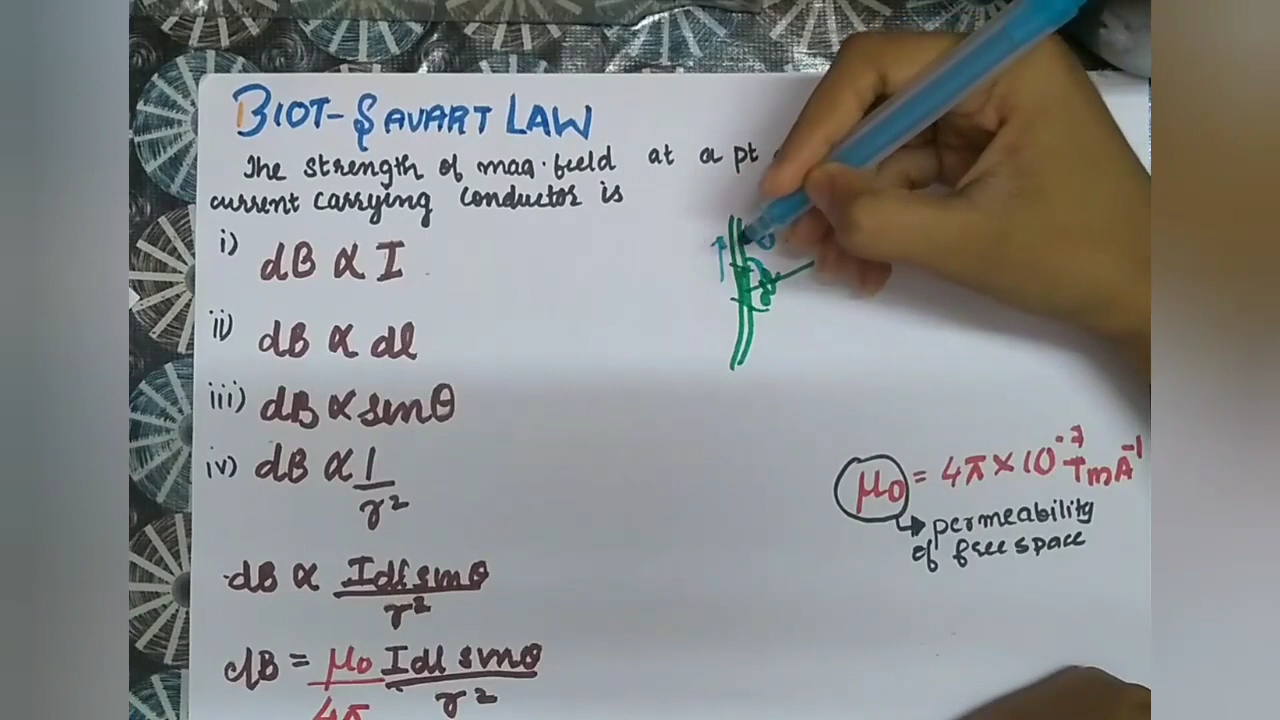 BIOT-SAVART LAW
The strength of mag. field at a pt
current carrying conductor is
i) dB ∝ I
ii) dB ∝ dl
iii) dB ∝ sinθ
iv) dB ∝ 1/r²
dB ∝ Idl sinθ/r²
dB = μ₀/4π Idl sinθ/r²
μ₀ = 4π × 10⁻⁷ TmA⁻¹
permeability
of free space